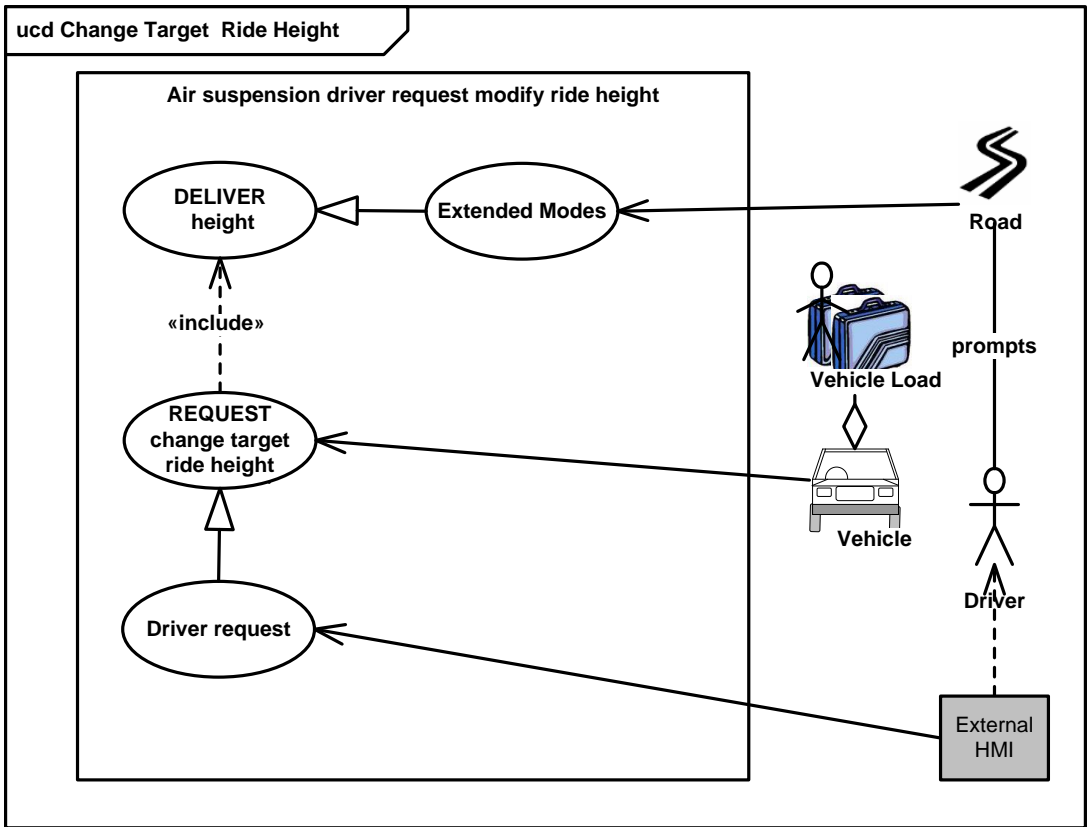 ucd Change Target Ride Height
Air suspension driver request modify ride height
DELIVER
height
Extended Modes
Road
«include»
prompts
Vehicle Load
REQUEST
change target
ride height
Vehicle
Driver request
Driver
External
HMI